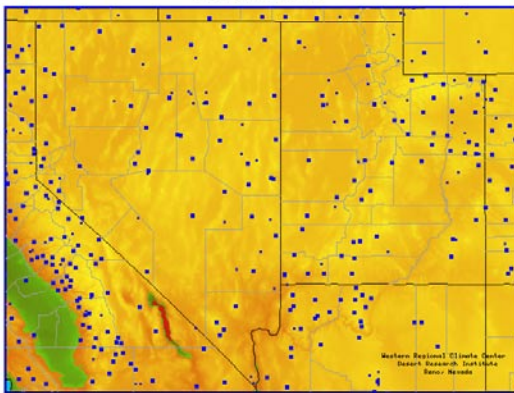 Western Regional Climate Center
Desert Research Institute
Reno, Nevada